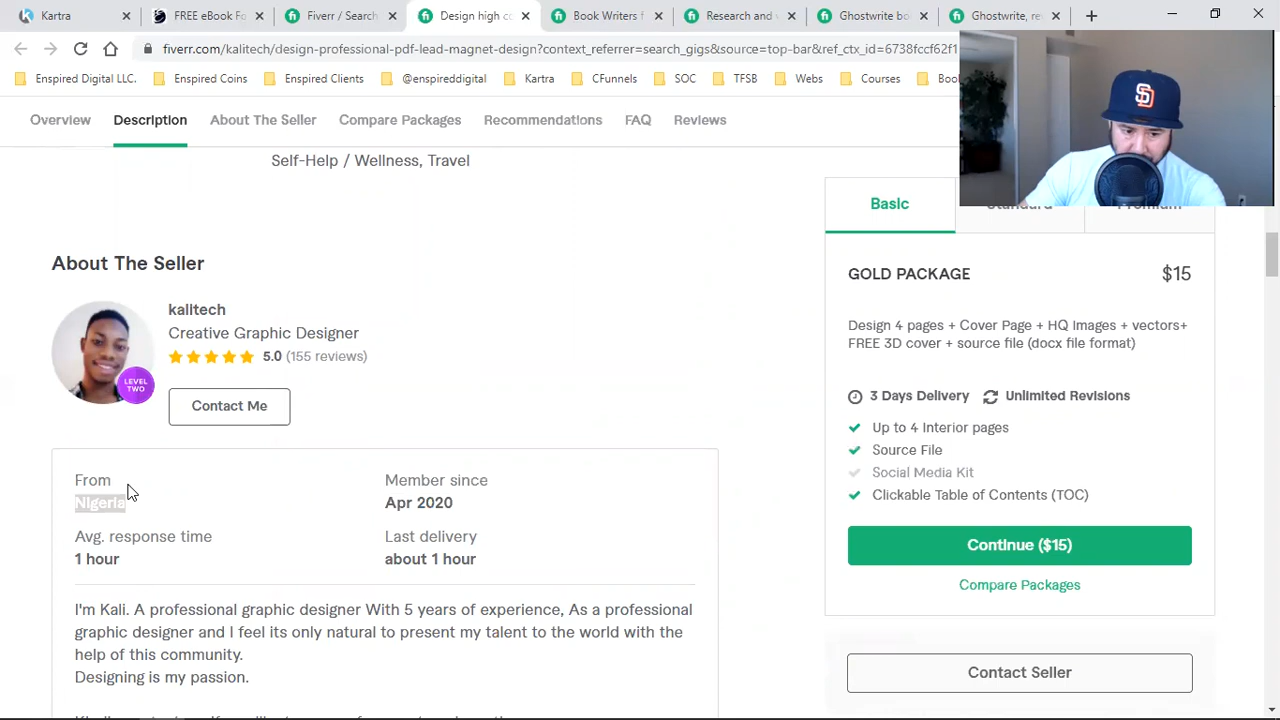 Kartra
FREE eBook Fo
Fiverr / Search
Design high co
Book Writers f
Research and
Ghostwrite bo
Ghostwrite, re
fiverr.com/kalitech/design-professional-pdf-lead-magnet-design?context_referrer=search_gigs&source=top-bar&ref_ctx_id=6738fccf62f1
Enspired Digital LLC.
Enspired Coins
Enspired Clients
@enspireddigital
Kartra
CFunnels
SOC
TFSB
Webs
Courses
Boo
SD
Overview
Description
About The Seller
Compare Packages
Recommendations
FAQ
Reviews
Self-Help / Wellness, Travel
Basic
Standard
Premium
About The Seller
kalitech
Creative Graphic Designer
5.0 (155 reviews)
LEVEL
TWO
Contact Me
From
Nigeria
Member since
Apr 2020
Avg. response time
1 hour
Last delivery
about 1 hour
I'm Kali. A professional graphic designer With 5 years of experience, As a professional
graphic designer and I feel its only natural to present my talent to the world with the
help of this community.
Designing is my passion.
GOLD PACKAGE
$15
Design 4 pages + Cover Page + HQ Images + vectors+
FREE 3D cover + source file (docx file format)
3 Days Delivery
Unlimited Revisions
Up to 4 Interior pages
Source File
Social Media Kit
Clickable Table of Contents (TOC)
Continue ($15)
Compare Packages
Contact Seller